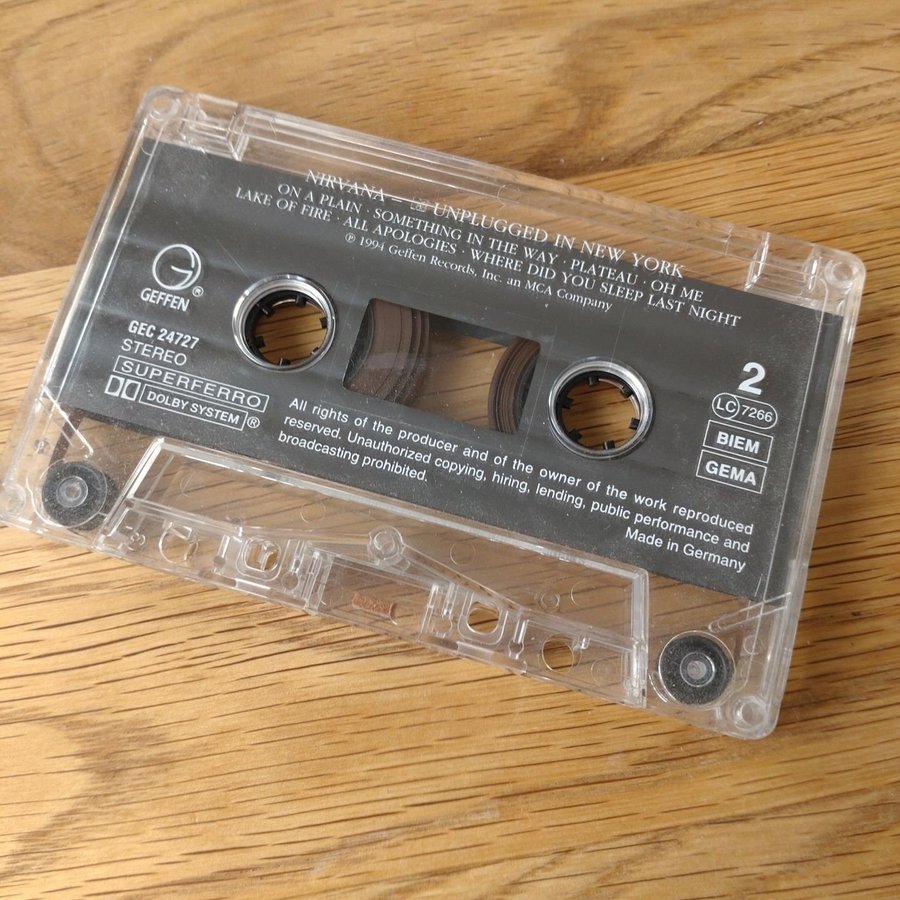 NIRVANA – UNPLUGGED IN NEW YORK
ON A PLAIN · SOMETHING IN THE WAY · PLATEAU · OH ME
LAKE OF FIRE · ALL APOLOGIES · WHERE DID YOU SLEEP LAST NIGHT
℗ 1994 Geffen Records, Inc. an MCA Company
G
GEFFEN®
GEC 24727
STEREO
SUPERFERRO
DOLBY SYSTEM®
2
LC 7266
BIEM
GEMA
All rights of the producer and of the owner of the work reproduced
reserved. Unauthorized copying, hiring, lending, public performance and
broadcasting prohibited.
Made in Germany